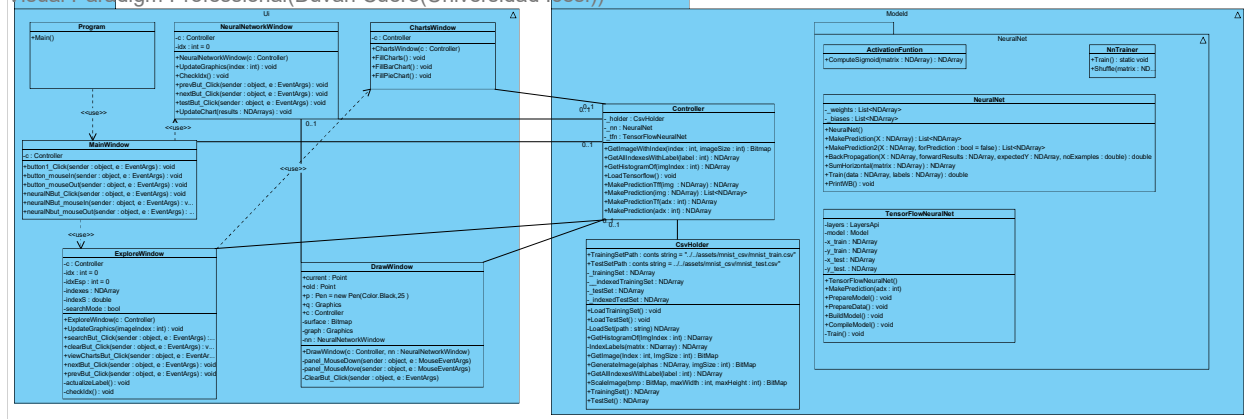 Visual Paradigm Professional(Duvan Suero(Universidad Icesi))
Ui
Program
+Main()
NeuralNetworkWindow
-c : Controller
-idx : int = 0
+NeuralNetworkWindow(c : Controller)
+UpdateGraphics(index : int) : void
+CheckIdx() : void
+prevBut_Click(sender : object, e : EventArgs) : void
+nextBut_Click(sender : object, e : EventArgs) : void
+testBut_Click(sender : object, e : EventArgs) : void
+UpdateChart(results : NDArrays) : void
ChartsWindow
-c : Controller
+ChartsWindow(c : Controller)
+FillCharts() : void
+FillBarChart() : void
+FillPieChart() : void
<<use>>
<<use>>
MainWindow
-c : Controller
+button1_Click(sender : object, e : EventArgs) : void
+button_mouseIn(sender : object, e : EventArgs) : void
+button_mouseOut(sender : object, e : EventArgs) : void
+neuralNBut_Click(sender : object, e : EventArgs) : void
+neuralNBut_mouseIn(sender : object, e : EventArgs) : v...
+neuralNbut_mouseOut(sender : object, e : EventArgs) : ...
<<use>>
<<use>>
ExploreWindow
-c : Controller
-idx : int = 0
-idxEsp : int = 0
-indexes : NDArray
-indexS : double
-searchMode : bool
+ExploreWindow(c : Controller)
+UpdateGraphics(imageIndex : int) : void
+searchBut_Click(sender : object, e : EventArgs) :...
+clearBut_Click(sender : object, e : EventArgs) : v...
+viewChartsBut_Click(sender : object, e : EventAr...
+nextBut_Click(sender : object, e : EventArgs) : void
+prevBut_Click(sender : object, e : EventArgs) : void
-actualizeLabel() : void
-checkIdx() : void
DrawWindow
+current : Point
+old : Point
+p : Pen = new Pen(Color.Black,25 )
+g : Graphics
+c : Controller
-surface : Bitmap
-graph : Graphics
-nn : NeuralNetworkWindow
+DrawWindow(c : Controller, nn : NeuralNetworkWindow)
-panel_MouseDown(sender : object, e : MouseEventArgs)
-panel_MouseMove(sender : object, e : MouseEventArgs)
-ClearBut_Click(sender : object, e : EventArgs)
0..1
0..1
0..1
0..1
0..1
0..1
Modeld
Controller
-_holder : CsvHolder
-_nn : NeuralNet
-_tfn : TensorFlowNeuralNet
+GetImageWithIndex(index : int, imageSize : int) : Bitmap
+GetAllIndexesWithLabel(label : int) : NDArray
+GetHistogramOf(imgIndex : int) : NDArray
+LoadTensorflow() : void
+MakePredictionTff(img : NDArray) : NDArray
+MakePrediction(img : NDArray) : List<NDArray>
+MakePredictionTf(adx : int) : NDArray
+MakePrediction(adx : int) : NDArray
CsvHolder
+TrainingSetPath : conts string = "../../assets/mnist_csv/mnist_train.csv"
+TestSetPath : conts string = ../../assets/mnist_csv/mnist_test.csv"
-_trainingSet : NDArray
-__indexedTrainingSet : NDArray
-_testSet : NDArray
-_indexedTestSet : NDArray
+LoadTrainingSet() : void
+LoadTestSet() : void
-LoadSet(path : string) NDArray
+GetHistogramOf(ImgIndex : int) : NDArray
-IndexLabels(matrix : NDArray) : NDArray
+GetImage(Index : int, ImgSize : int) : BitMap
+GenerateImage(alphas : NDArray, imgSize : int) : BitMap
+GetAllIndexesWithLabel(label : int) : NDArray
+ScaleImage(bmp : BitMap, maxWidth : int, maxHeight : int) : BitMap
+TrainingSet() : NDArray
+TestSet() : NDArray
NeuralNet
ActivationFuntion
+ComputeSigmoid(matrix : NDArray) : NDArray
NnTrainer
+Train() : static void
+Shuffle(matrix : ND...
NeuralNet
-_weights : List<NDArray>
-_biases : List<NDArray>
+NeuralNet()
+MakePrediction(X : NDArray) : List<NDArray>
+MakePrediction2(X : NDArray, forPrediction : bool = false) : List<NDArray>
+BackPropagation(X : NDArray, forwardResults : NDArray, expectedY : NDArray, noExamples : double) : double
+SumHorizontal(matrix : NDArray) : NDArray
+Train(data : NDArray, labels : NDArray) : double
+PrintWB() : void
TensorFlowNeuralNet
-layers : LayersApi
-model : Model
-x_train : NDArray
-y_train : NDArray
-x_test : NDArray
-y_test : NDArray
+TensorFlowNeuralNet()
+MakePrediction(adx : int)
+PrepareModel() : void
+PrepareData() : void
+BuildModel() : void
+CompileModel() : void
-Train() : void